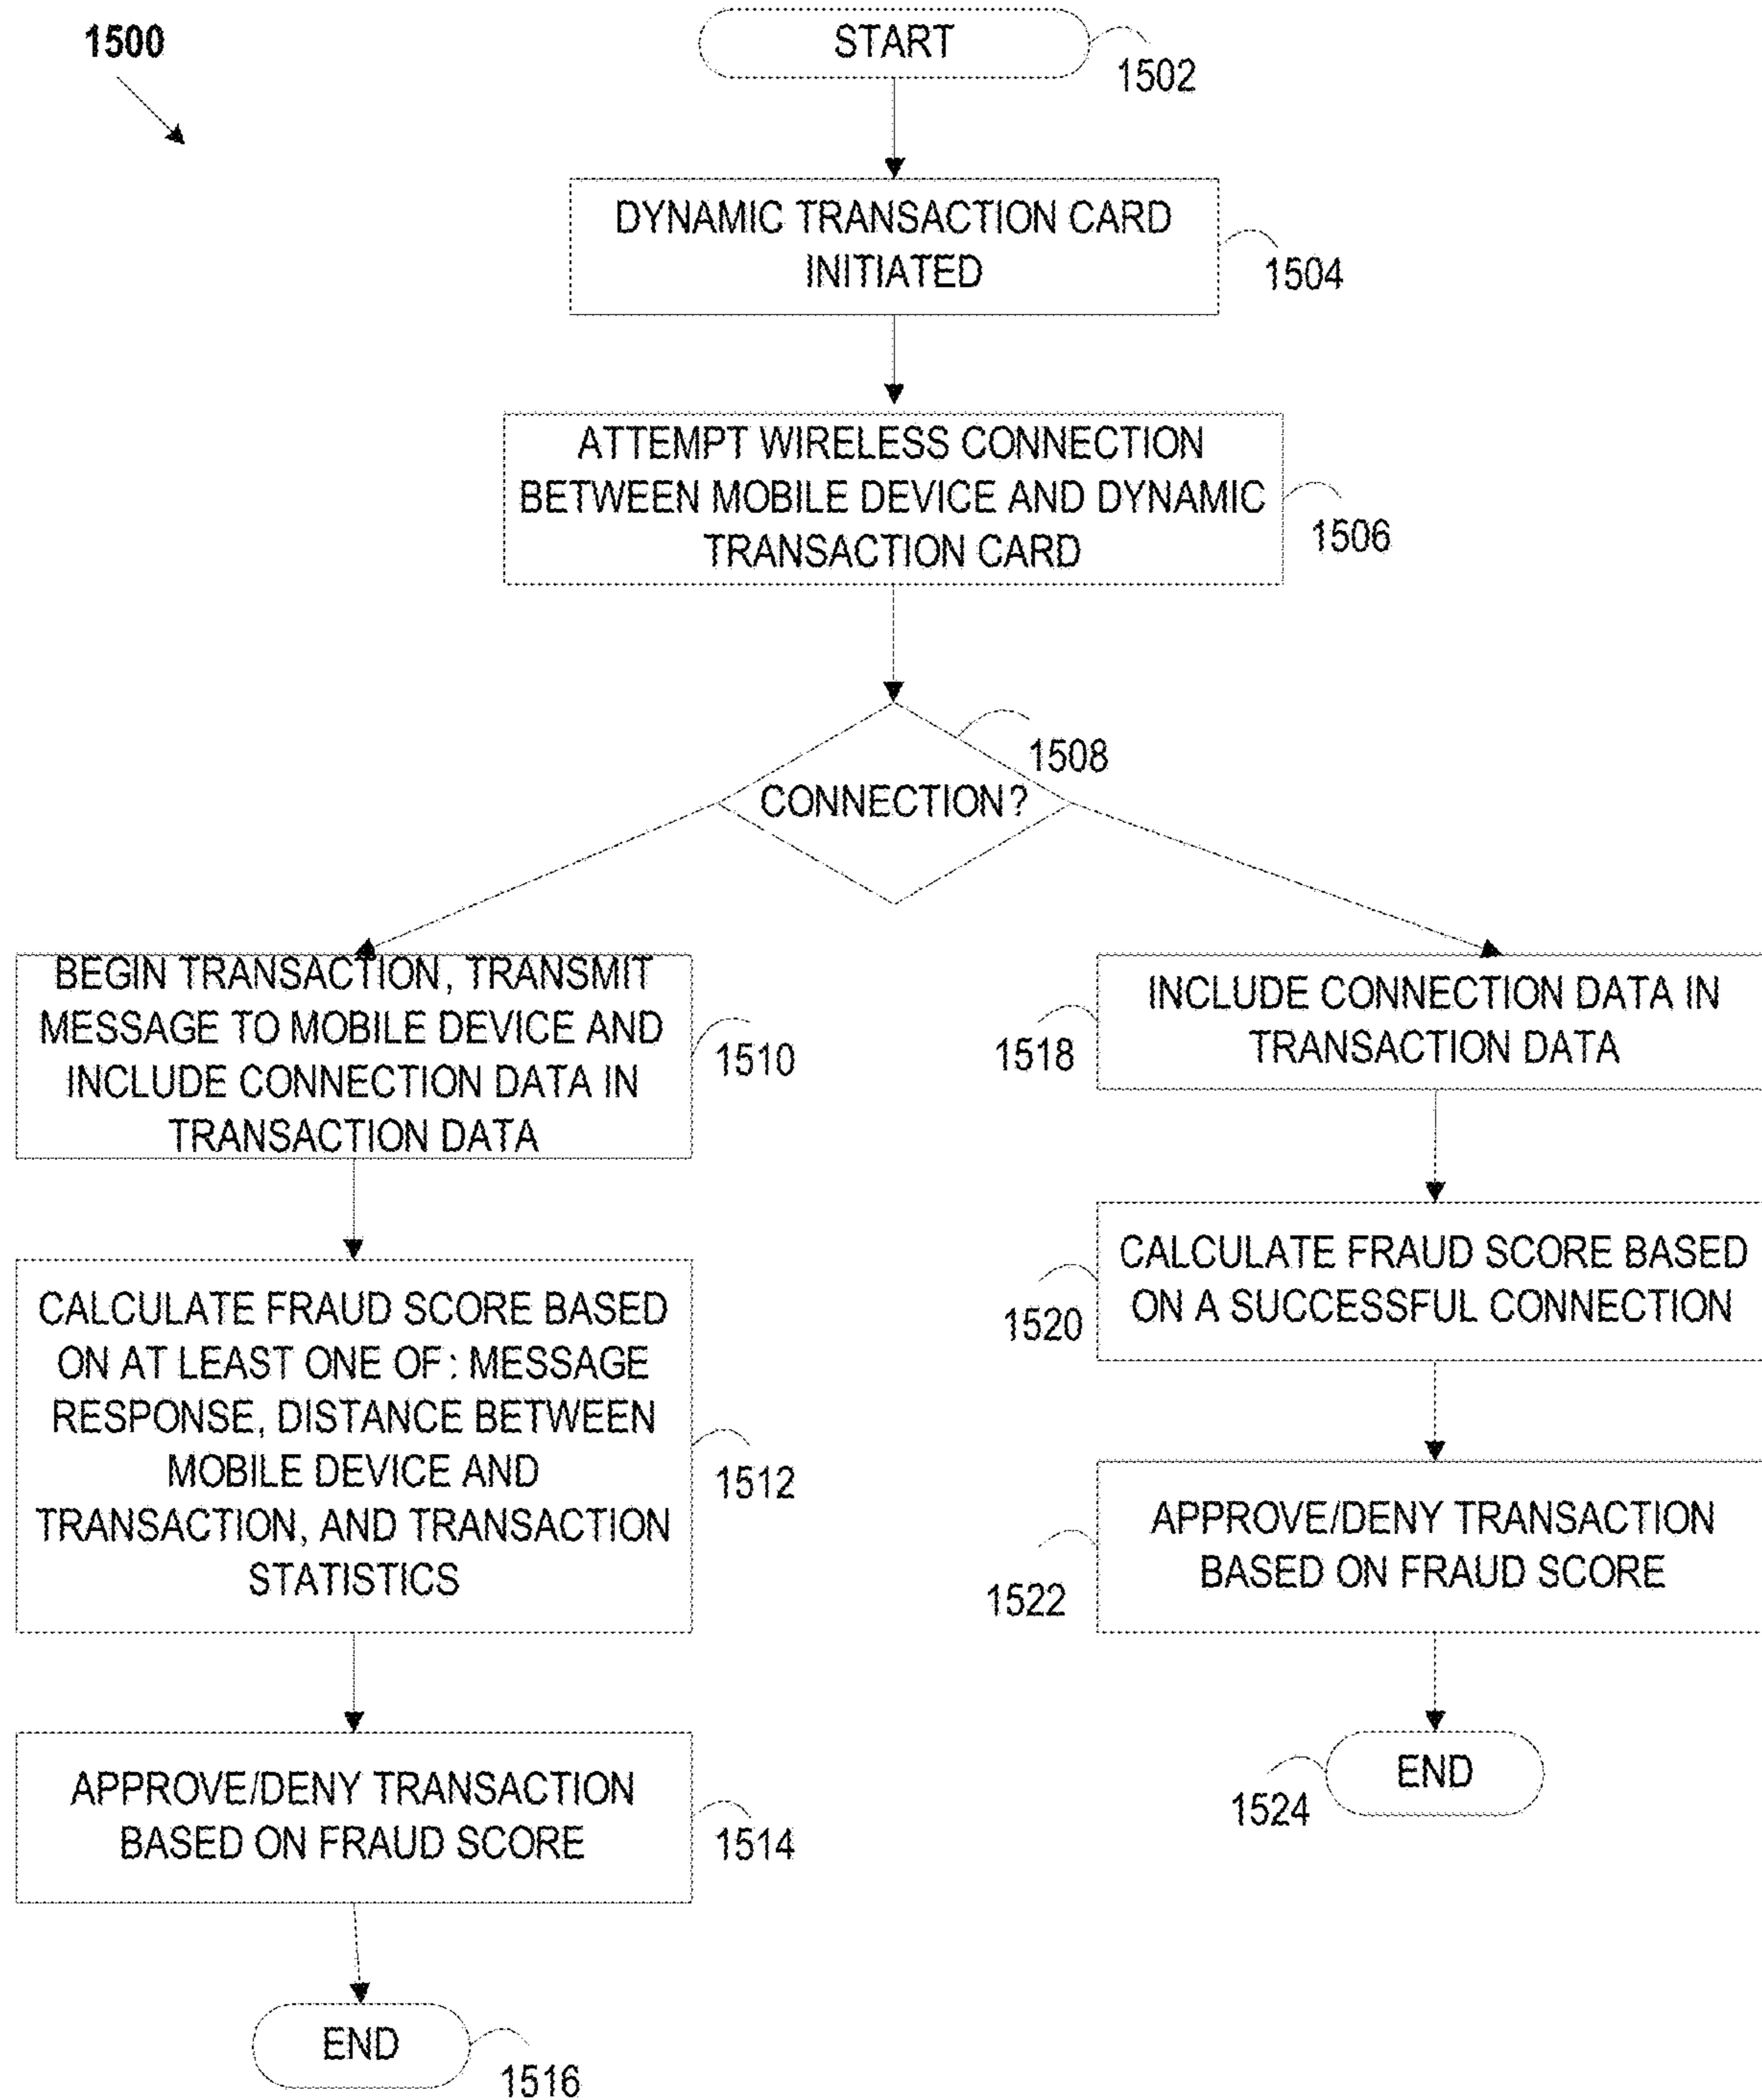 1500
START
1502
DYNAMIC TRANSACTION CARD
INITIATED
1504
ATTEMPT WIRELESS CONNECTION
BETWEEN MOBILE DEVICE AND DYNAMIC
TRANSACTION CARD
1506
1508
CONNECTION?
BEGIN TRANSACTION, TRANSMIT
MESSAGE TO MOBILE DEVICE AND
INCLUDE CONNECTION DATA IN
TRANSACTION DATA
1510
CALCULATE FRAUD SCORE BASED
ON AT LEAST ONE OF: MESSAGE
RESPONSE, DISTANCE BETWEEN
MOBILE DEVICE AND
TRANSACTION, AND TRANSACTION
STATISTICS
1512
APPROVE/DENY TRANSACTION
BASED ON FRAUD SCORE
1514
END
1516
INCLUDE CONNECTION DATA IN
TRANSACTION DATA
1518
CALCULATE FRAUD SCORE BASED
ON A SUCCESSFUL CONNECTION
1520
APPROVE/DENY TRANSACTION
BASED ON FRAUD SCORE
1522
END
1524